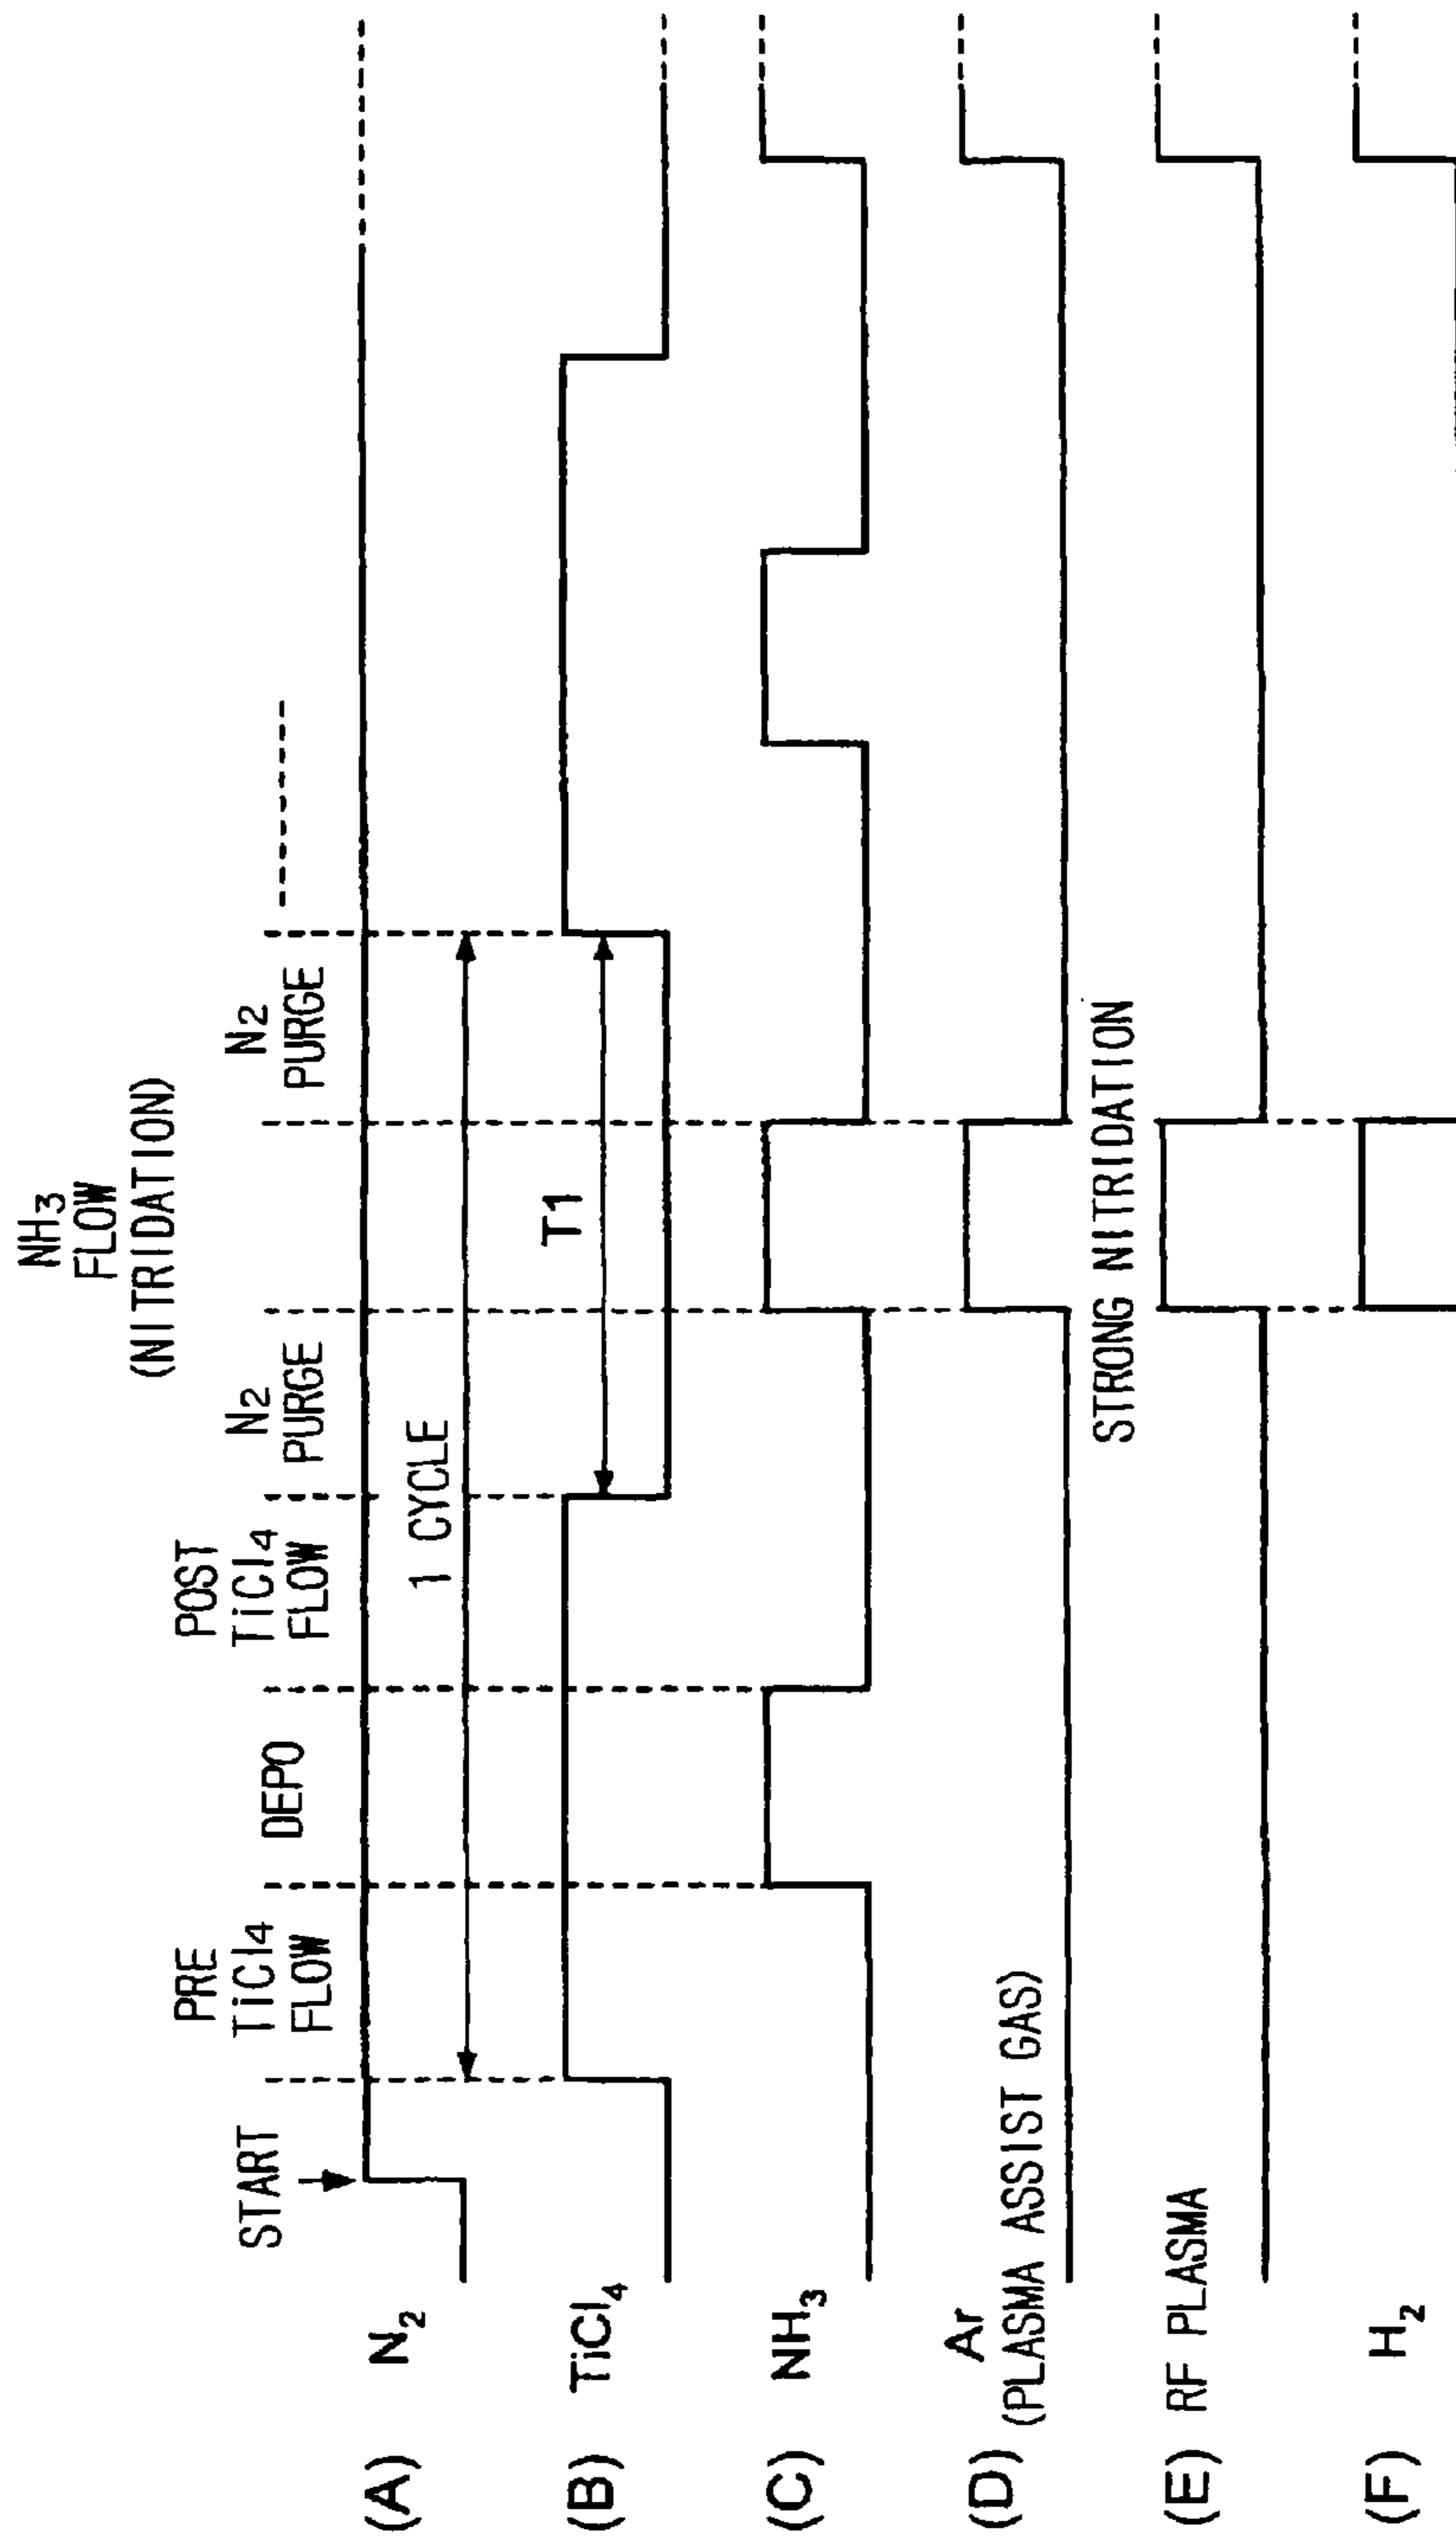 NH3
FLOW
(NITRIDATION)
START
PRE
TiCl4
FLOW
DEPO
POST
TiCl4
FLOW
N2
PURGE
N2
PURGE
(A) N2
1 CYCLE
(B) TiCl4
T1
(C) NH3
(D) Ar
(PLASMA ASSIST GAS)
STRONG NITRIDATION
(E) RF PLASMA
(F) H2